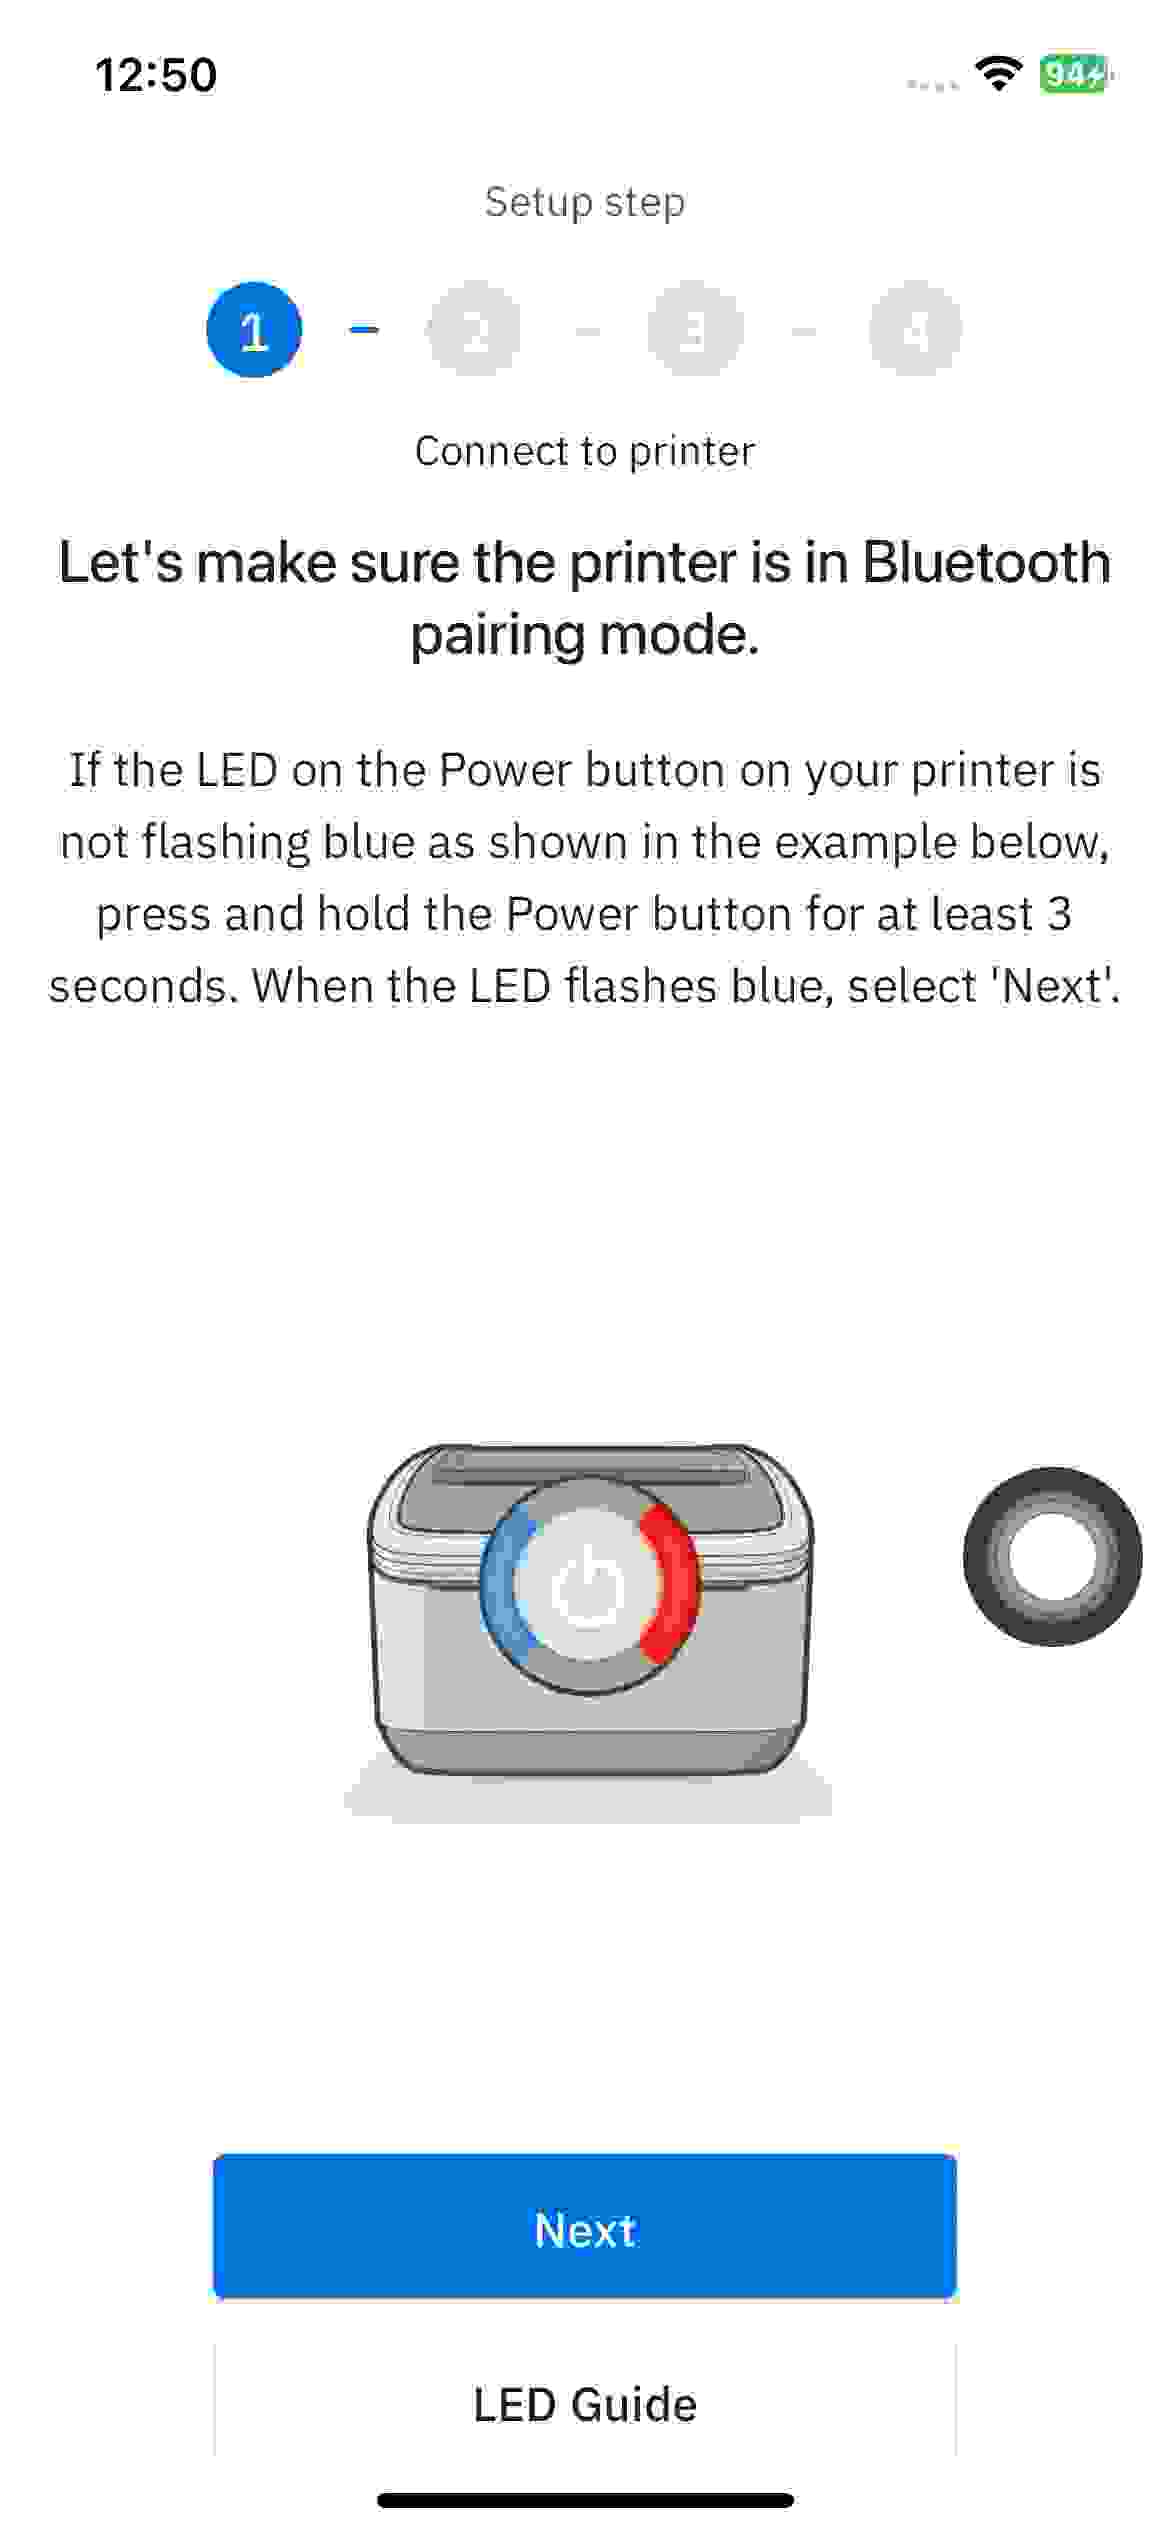 12:50
94
Setup step
1 2 3 4
Connect to printer
Let's make sure the printer is in Bluetooth
pairing mode.
If the LED on the Power button on your printer is
not flashing blue as shown in the example below,
press and hold the Power button for at least 3
seconds. When the LED flashes blue, select 'Next'.
Next
LED Guide